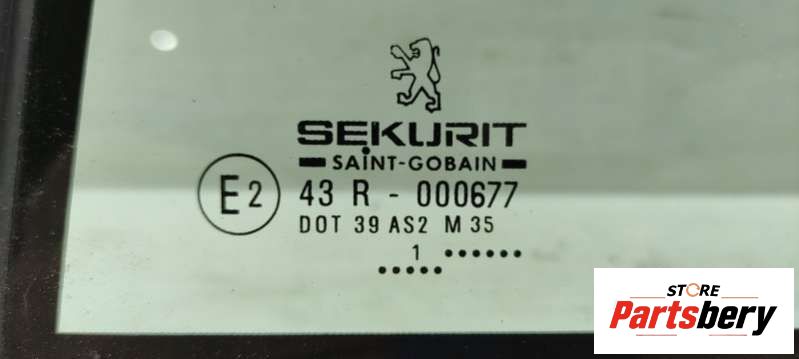 SEKURIT
SAINT-GOBAIN
E2
43 R - 000677
DOT 39 AS2 M 35
1 ......
.....
STORE
Partsbery